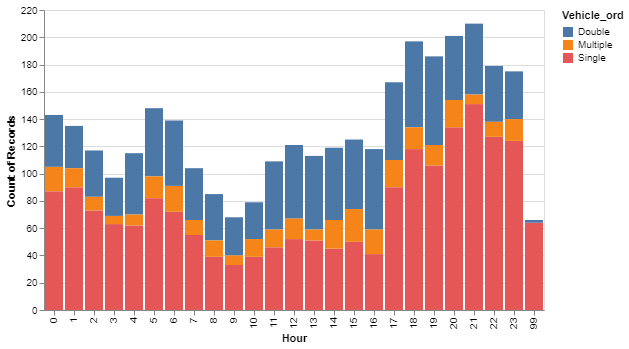 220
200
180
160
140
120
100
80
60
40
20
0
Count of Records
0 1 2 3 4 5 6 7 8 9 10 11 12 13 14 15 16 17 18 19 20 21 22 23 99
Hour
Vehicle_ord
Double
Multiple
Single